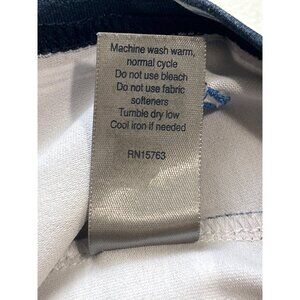 Machine wash warm,
normal cycle
Do not use bleach
Do not use fabric
softeners
Tumble dry low
Cool iron if needed
RN15763